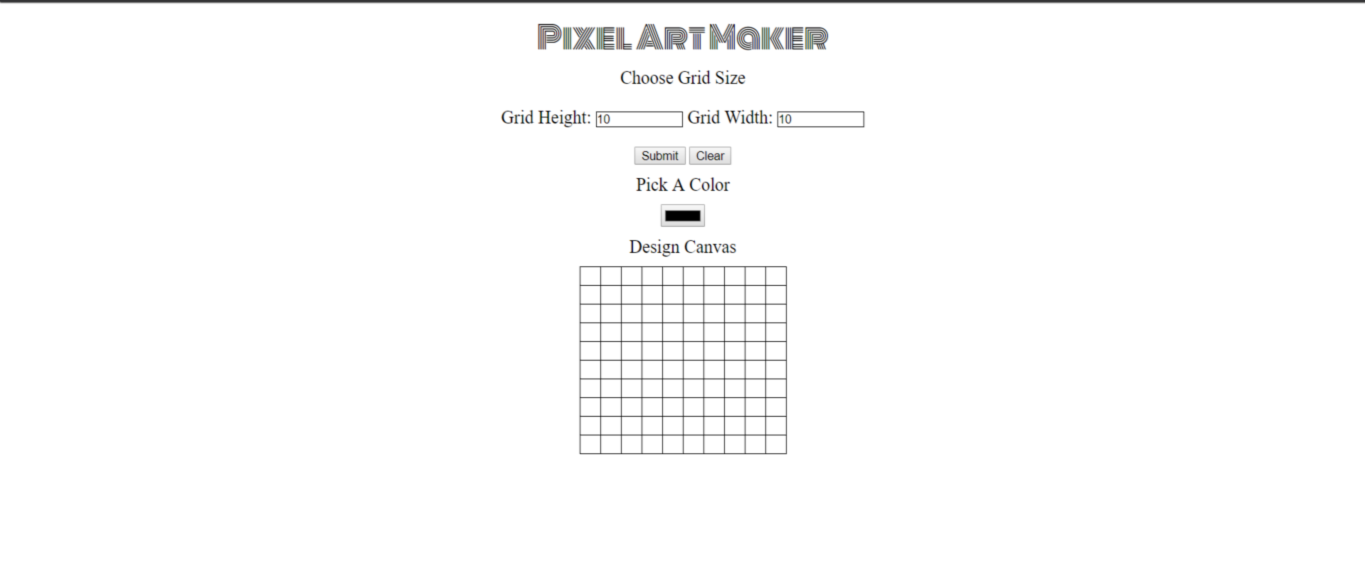 Pixel Art Maker
Choose Grid Size
Grid Height: 10 Grid Width: 10
Submit Clear
Pick A Color
Design Canvas